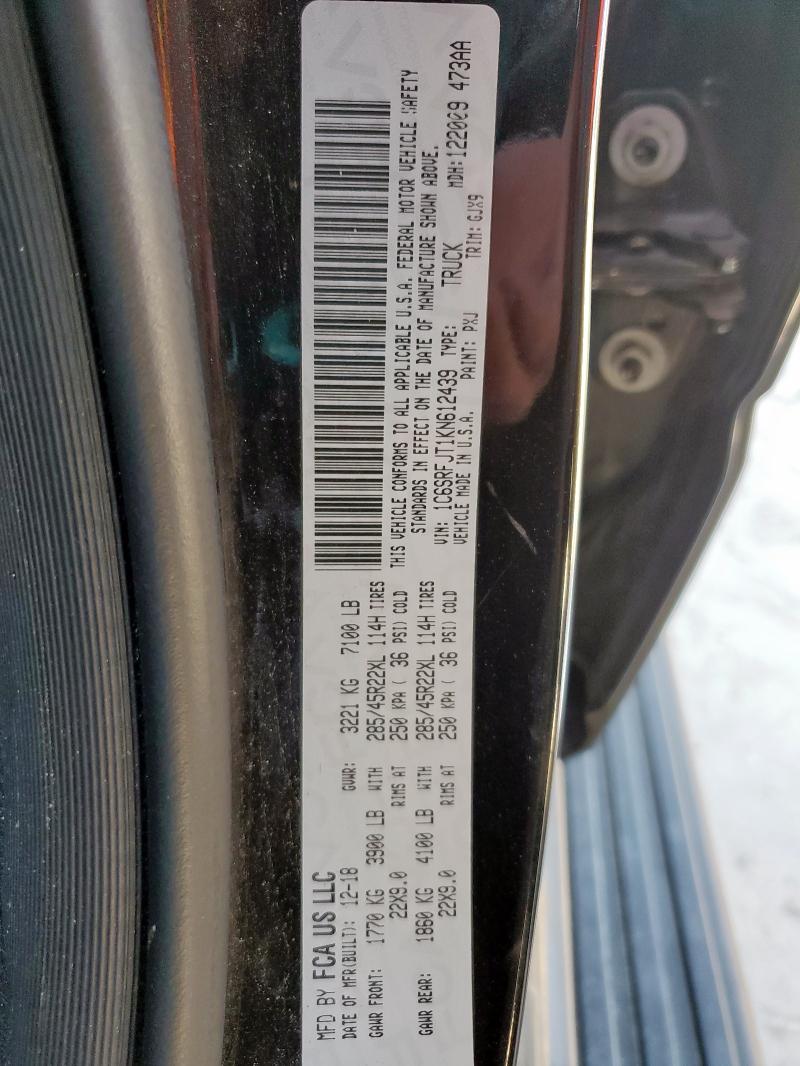 MFD BY FCA US LLC
DATE OF MFR(BUILT): 12-18 GVWR: 3221 KG 7100 LB
GAWR FRONT: 1770 KG 3900 LB WITH 285/45R22XL 114H TIRES
22X9.0 RIMS AT 250 KPA ( 36 PSI) COLD
GAWR REAR: 1860 KG 4100 LB WITH 285/45R22XL 114H TIRES
22X9.0 RIMS AT 250 KPA ( 36 PSI) COLD
THIS VEHICLE CONFORMS TO ALL APPLICABLE U.S.A. FEDERAL MOTOR VEHICLE SAFETY
STANDARDS IN EFFECT ON THE DATE OF MANUFACTURE SHOWN ABOVE.
VIN: 1C6SRFJT1KN612439 TYPE: TRUCK MDH:122009 473AA
VEHICLE MADE IN U.S.A. PAINT: PXJ TRIM: GJX9